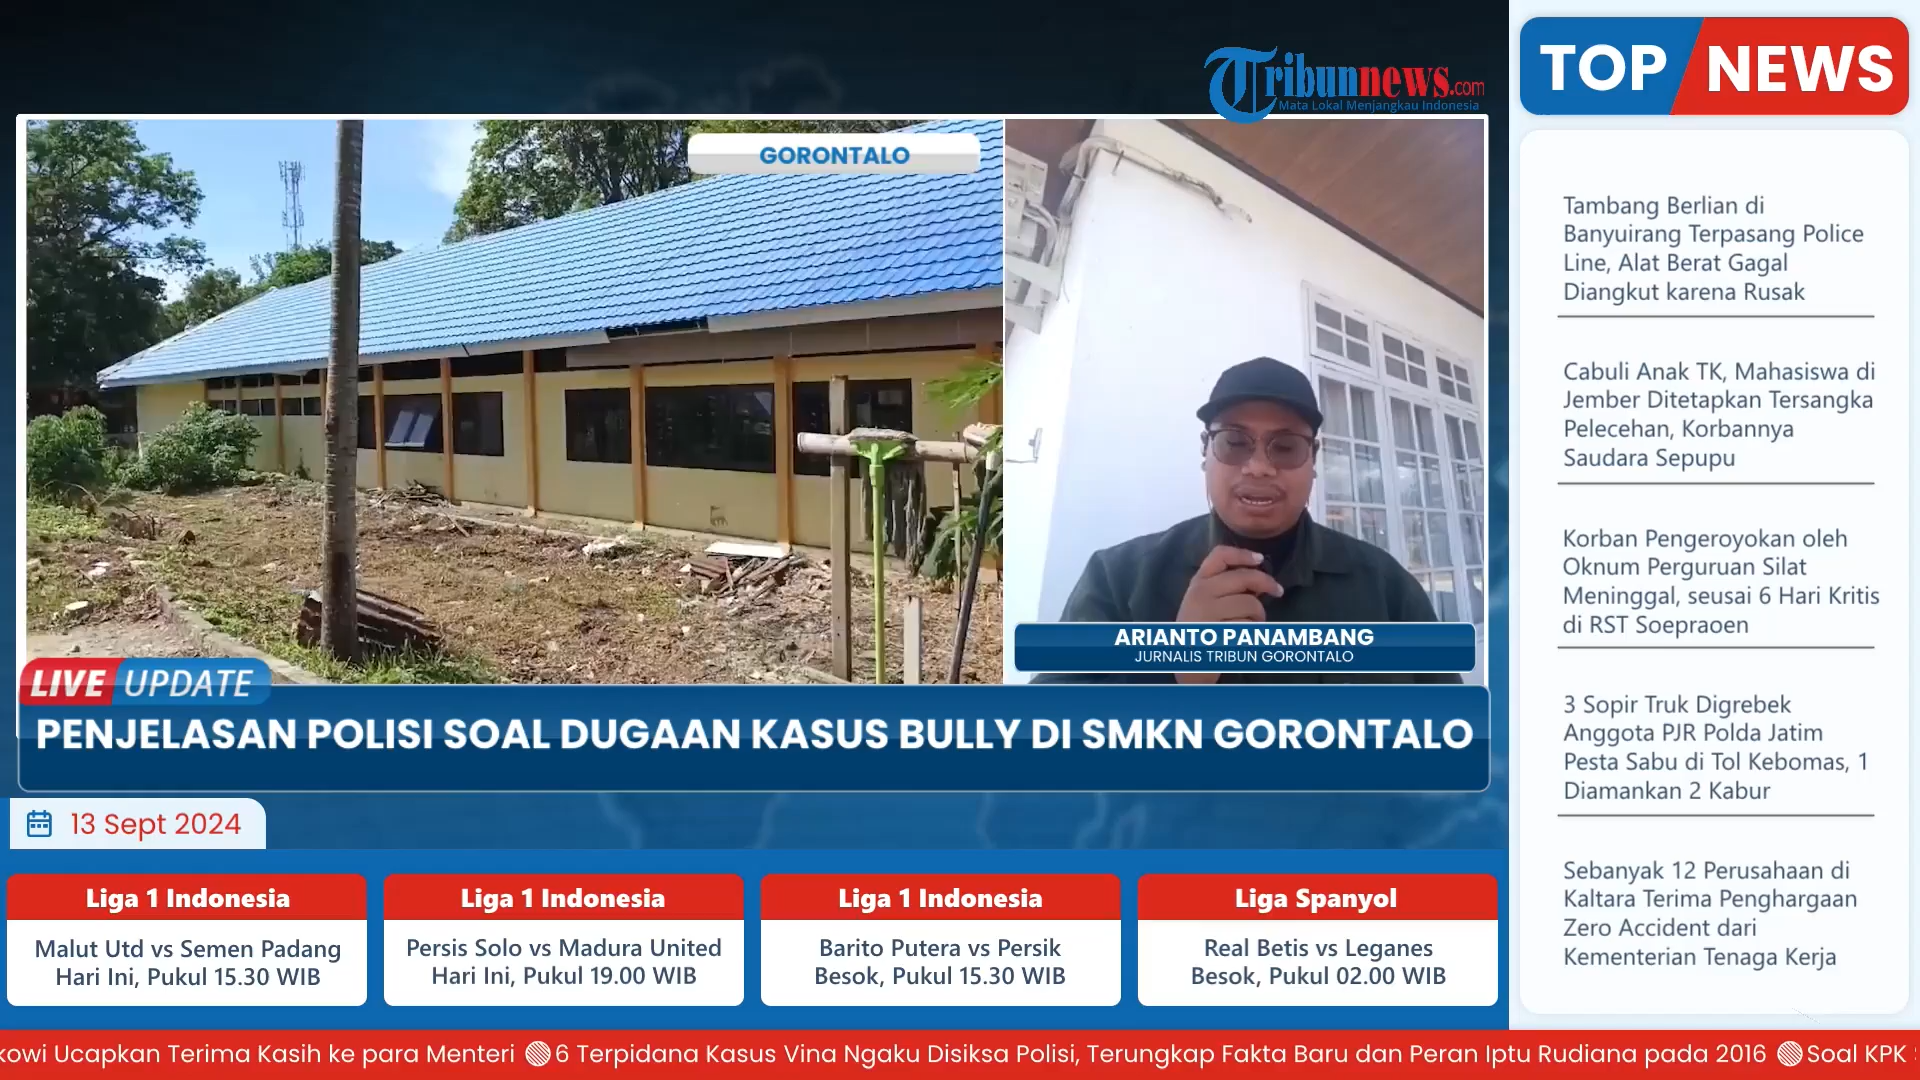 Tribunnews.com
Mata Lokal Menjangkau Indonesia
TOP NEWS
GORONTALO
Tambang Berlian di
Banyuirang Terpasang Police
Line, Alat Berat Gagal
Diangkut karena Rusak
Cabuli Anak TK, Mahasiswa di
Jember Ditetapkan Tersangka
Pelecehan, Korbannya
Saudara Sepupu
Korban Pengeroyokan oleh
Oknum Perguruan Silat
Meninggal, seusai 6 Hari Kritis
di RST Soepraoen
3 Sopir Truk Digrebek
Anggota PJR Polda Jatim
Pesta Sabu di Tol Kebomas, 1
Diamankan 2 Kabur
Sebanyak 12 Perusahaan di
Kaltara Terima Penghargaan
Zero Accident dari
Kementerian Tenaga Kerja
ARIANTO PANAMBANG
JURNALIS TRIBUN GORONTALO
LIVE UPDATE
PENJELASAN POLISI SOAL DUGAAN KASUS BULLY DI SMKN GORONTALO
13 Sept 2024
Liga 1 Indonesia
Malut Utd vs Semen Padang
Hari Ini, Pukul 15.30 WIB
Liga 1 Indonesia
Persis Solo vs Madura United
Hari Ini, Pukul 19.00 WIB
Liga 1 Indonesia
Barito Putera vs Persik
Besok, Pukul 15.30 WIB
Liga Spanyol
Real Betis vs Leganes
Besok, Pukul 02.00 WIB
kowi Ucapkan Terima Kasih ke para Menteri 6 Terpidana Kasus Vina Ngaku Disiksa Polisi, Terungkap Fakta Baru dan Peran Iptu Rudiana pada 2016 Soal KPK